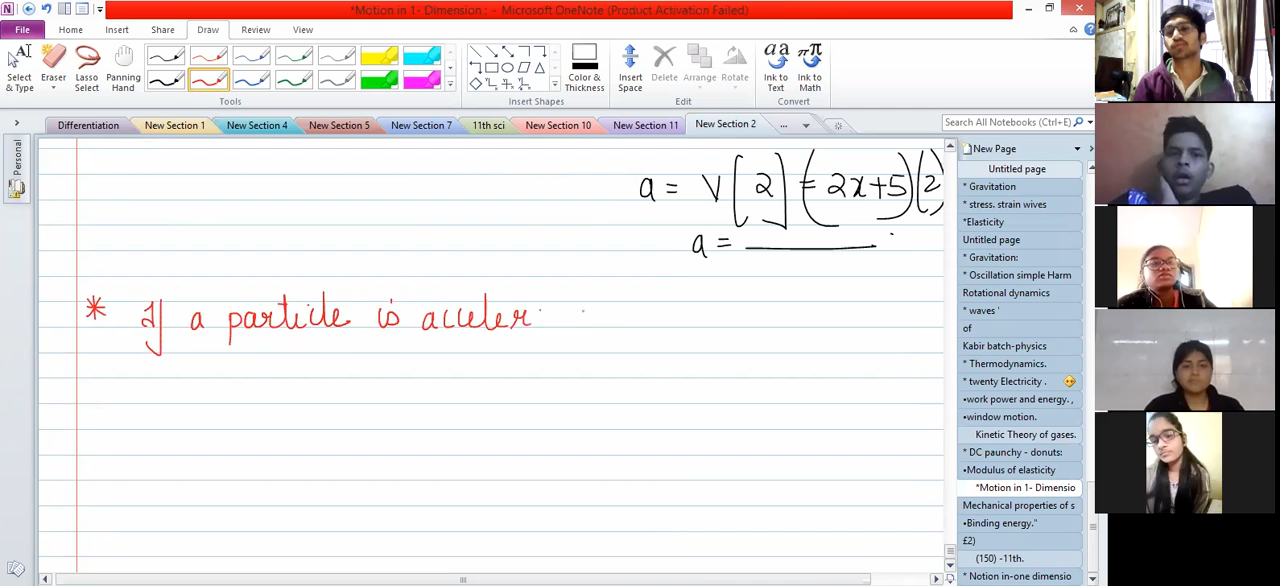 *Motion in 1- Dimension : - Microsoft OneNote (Product Activation Failed)
File Home Insert Share Draw Review View
Select & Type Eraser Lasso Select Panning Hand Color & Thickness Insert Space Delete Arrange Rotate Ink to Text Ink to Math
Tools Insert Shapes Edit Convert
Differentiation New Section 1 New Section 4 New Section 5 New Section 7 11th sci New Section 10 New Section 11 New Section 2 ... Search All Notebooks (Ctrl+E)
Personal
a = V [ 2 ] = (2x+5)(2)
a =
* If a particle is acceler
New Page
Untitled page
* Gravitation
* stress. strain wives
*Elasticity
Untitled page
* Gravitation:
* Oscillation simple Harm
Rotational dynamics
* waves '
of
Kabir batch-physics
* Thermodynamics.
* twenty Electricity .
•work power and energy. ,
•window motion.
Kinetic Theory of gases.
* DC paunchy - donuts:
•Modulus of elasticity
*Motion in 1- Dimensio
Mechanical properties of s
•Binding energy."
£2)
(150) -11th.
* Notion in-one dimensio